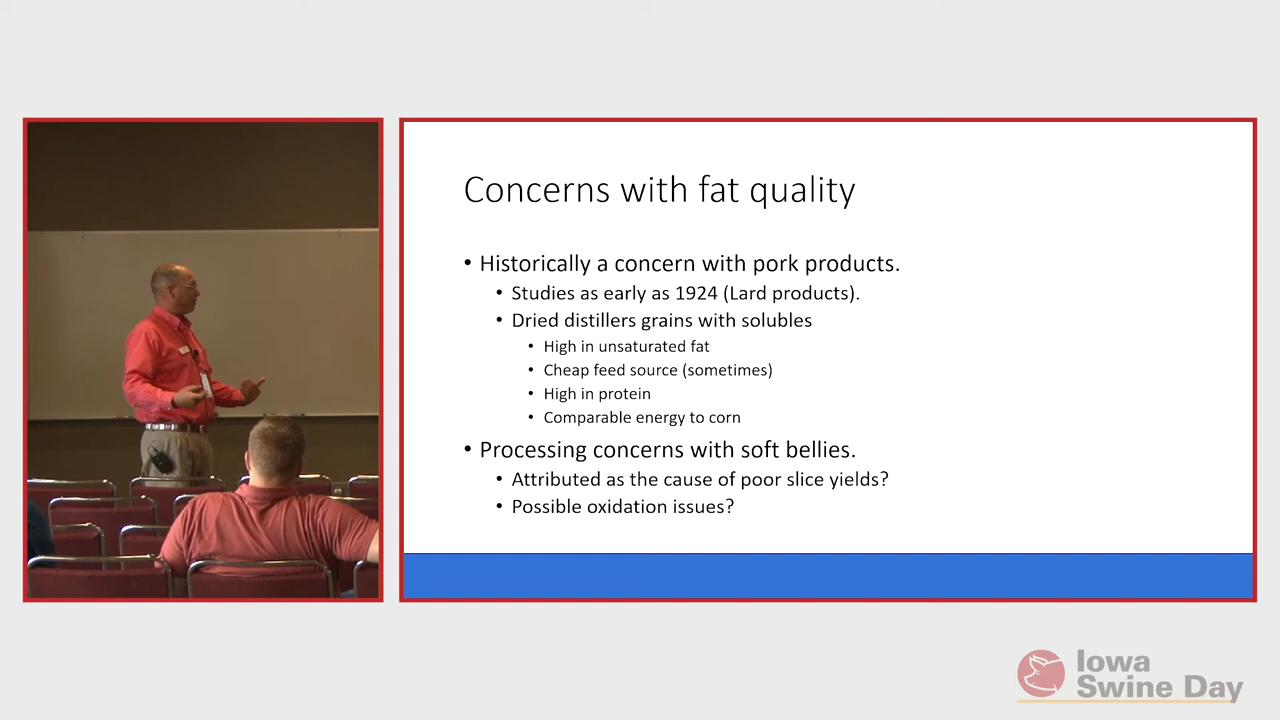 Concerns with fat quality
• Historically a concern with pork products.
• Studies as early as 1924 (Lard products).
• Dried distillers grains with solubles
• High in unsaturated fat
• Cheap feed source (sometimes)
• High in protein
• Comparable energy to corn
• Processing concerns with soft bellies.
• Attributed as the cause of poor slice yields?
• Possible oxidation issues?
Iowa
Swine Day